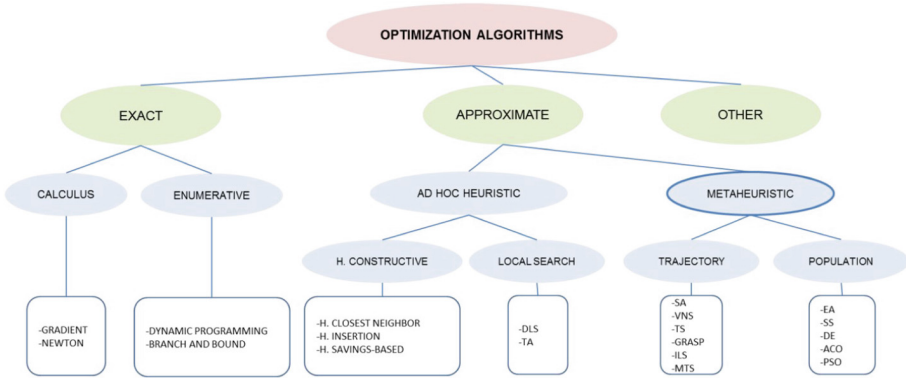 OPTIMIZATION ALGORITHMS
EXACT
APPROXIMATE
OTHER
CALCULUS
ENUMERATIVE
AD HOC HEURISTIC
METAHEURISTIC
H. CONSTRUCTIVE
LOCAL SEARCH
TRAJECTORY
POPULATION
-GRADIENT
-NEWTON
-DYNAMIC PROGRAMMING
-BRANCH AND BOUND
-H. CLOSEST NEIGHBOR
-H. INSERTION
-H. SAVINGS-BASED
-DLS
-TA
-SA
-VNS
-TS
-GRASP
-ILS
-MTS
-EA
-SS
-DE
-ACO
-PSO